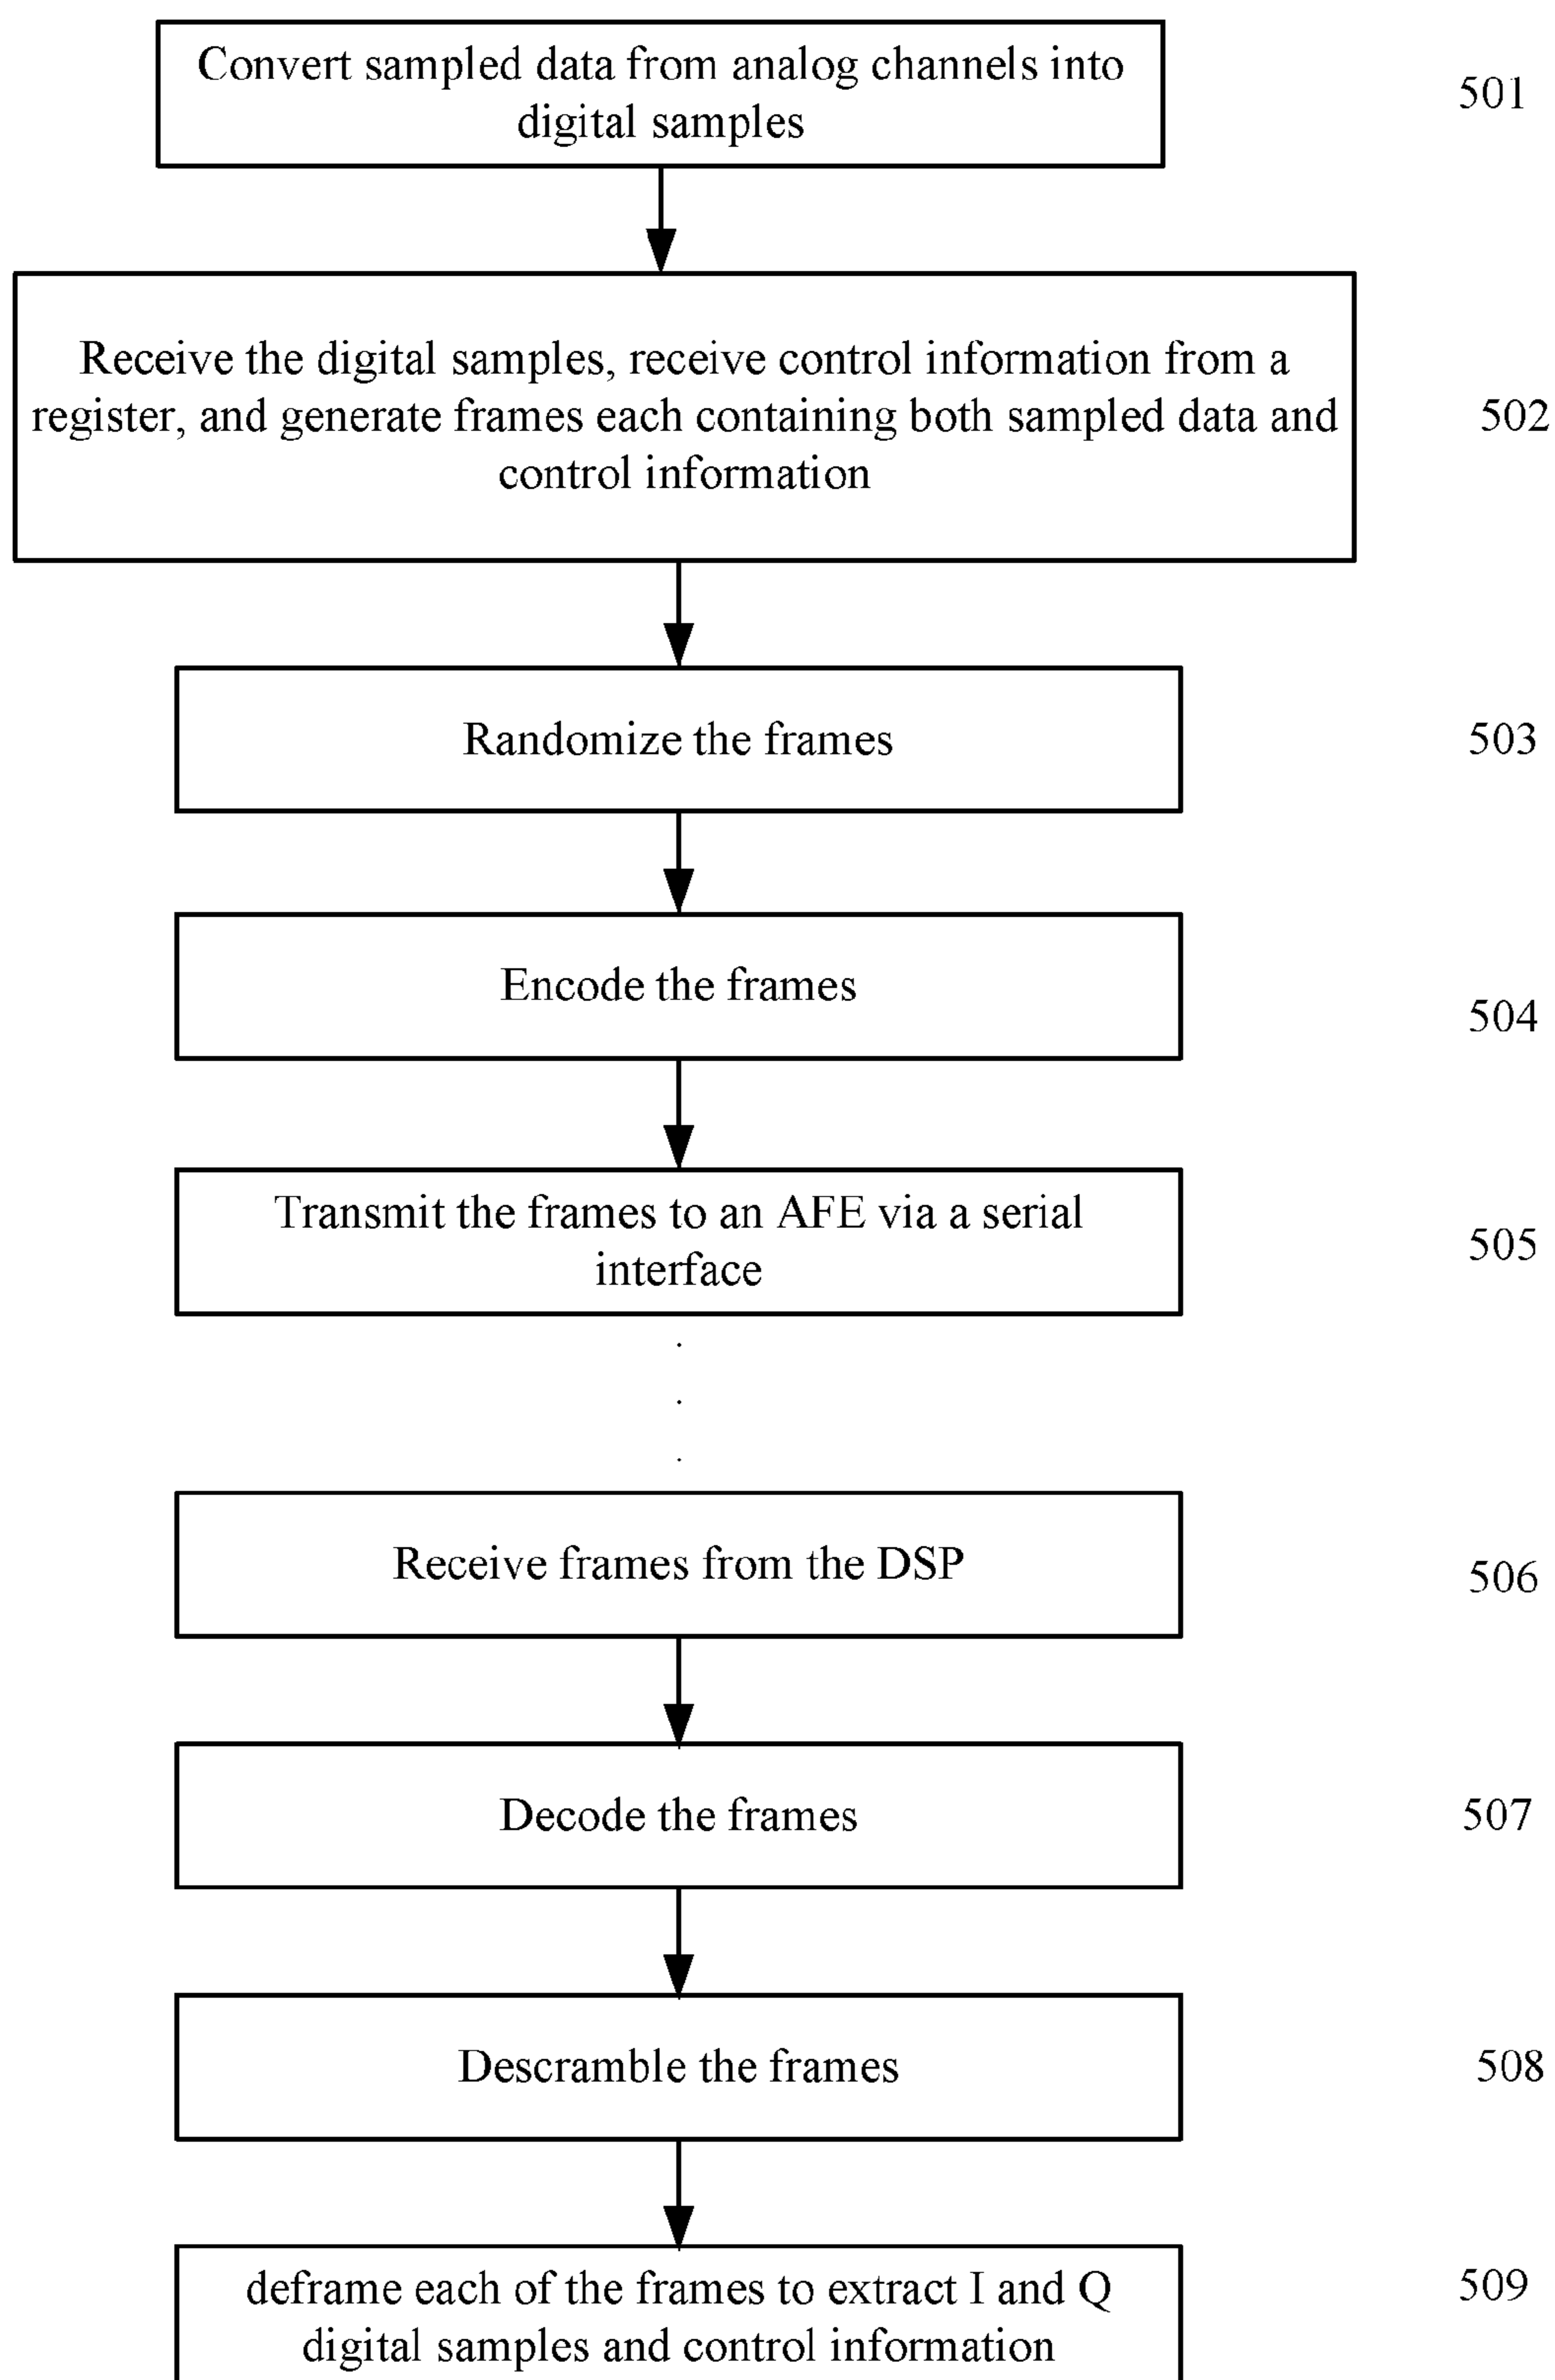 Convert sampled data from analog channels into
digital samples
501
Receive the digital samples, receive control information from a
register, and generate frames each containing both sampled data and
control information
502
Randomize the frames
503
Encode the frames
504
Transmit the frames to an AFE via a serial
interface
505
Receive frames from the DSP
506
Decode the frames
507
Descramble the frames
508
deframe each of the frames to extract I and Q
digital samples and control information
509